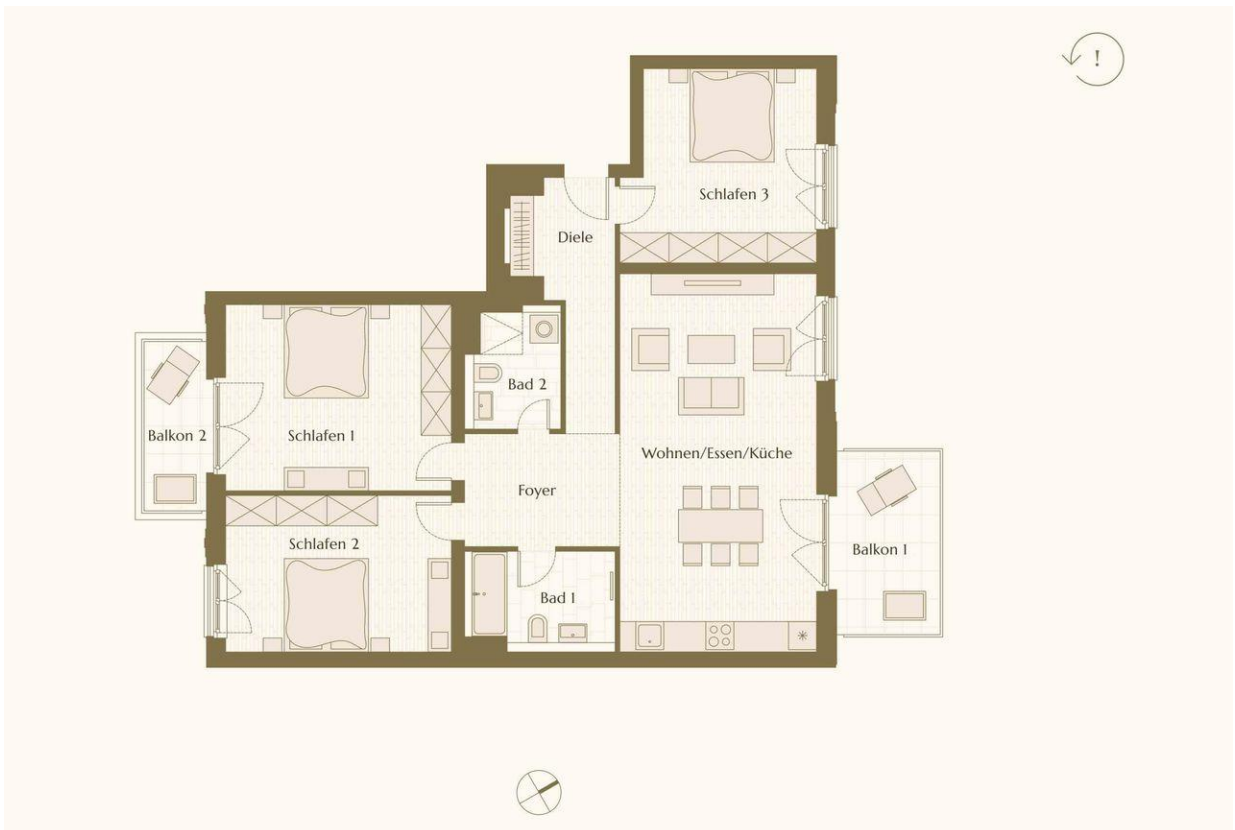 !
Schlafen 3
Diele
Bad 2
Balkon 2
Schlafen 1
Wohnen/Essen/Küche
Foyer
Schlafen 2
Balkon 1
Bad 1